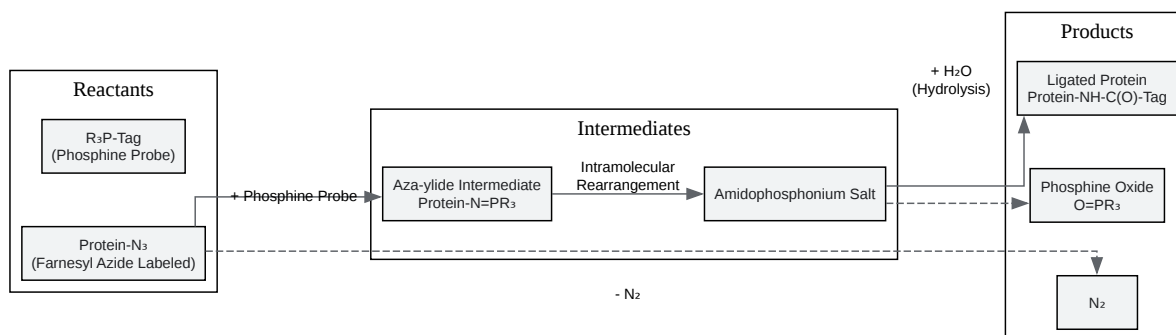 Reactants
R₃P-Tag
(Phosphine Probe)
Protein-N₃
(Farnesyl Azide Labeled)
+ Phosphine Probe
Intermediates
Aza-ylide Intermediate
Protein-N=PR₃
Intramolecular
Rearrangement
Amidophosphonium Salt
- N₂
+ H₂O
(Hydrolysis)
Products
Ligated Protein
Protein-NH-C(O)-Tag
Phosphine Oxide
O=PR₃
N₂